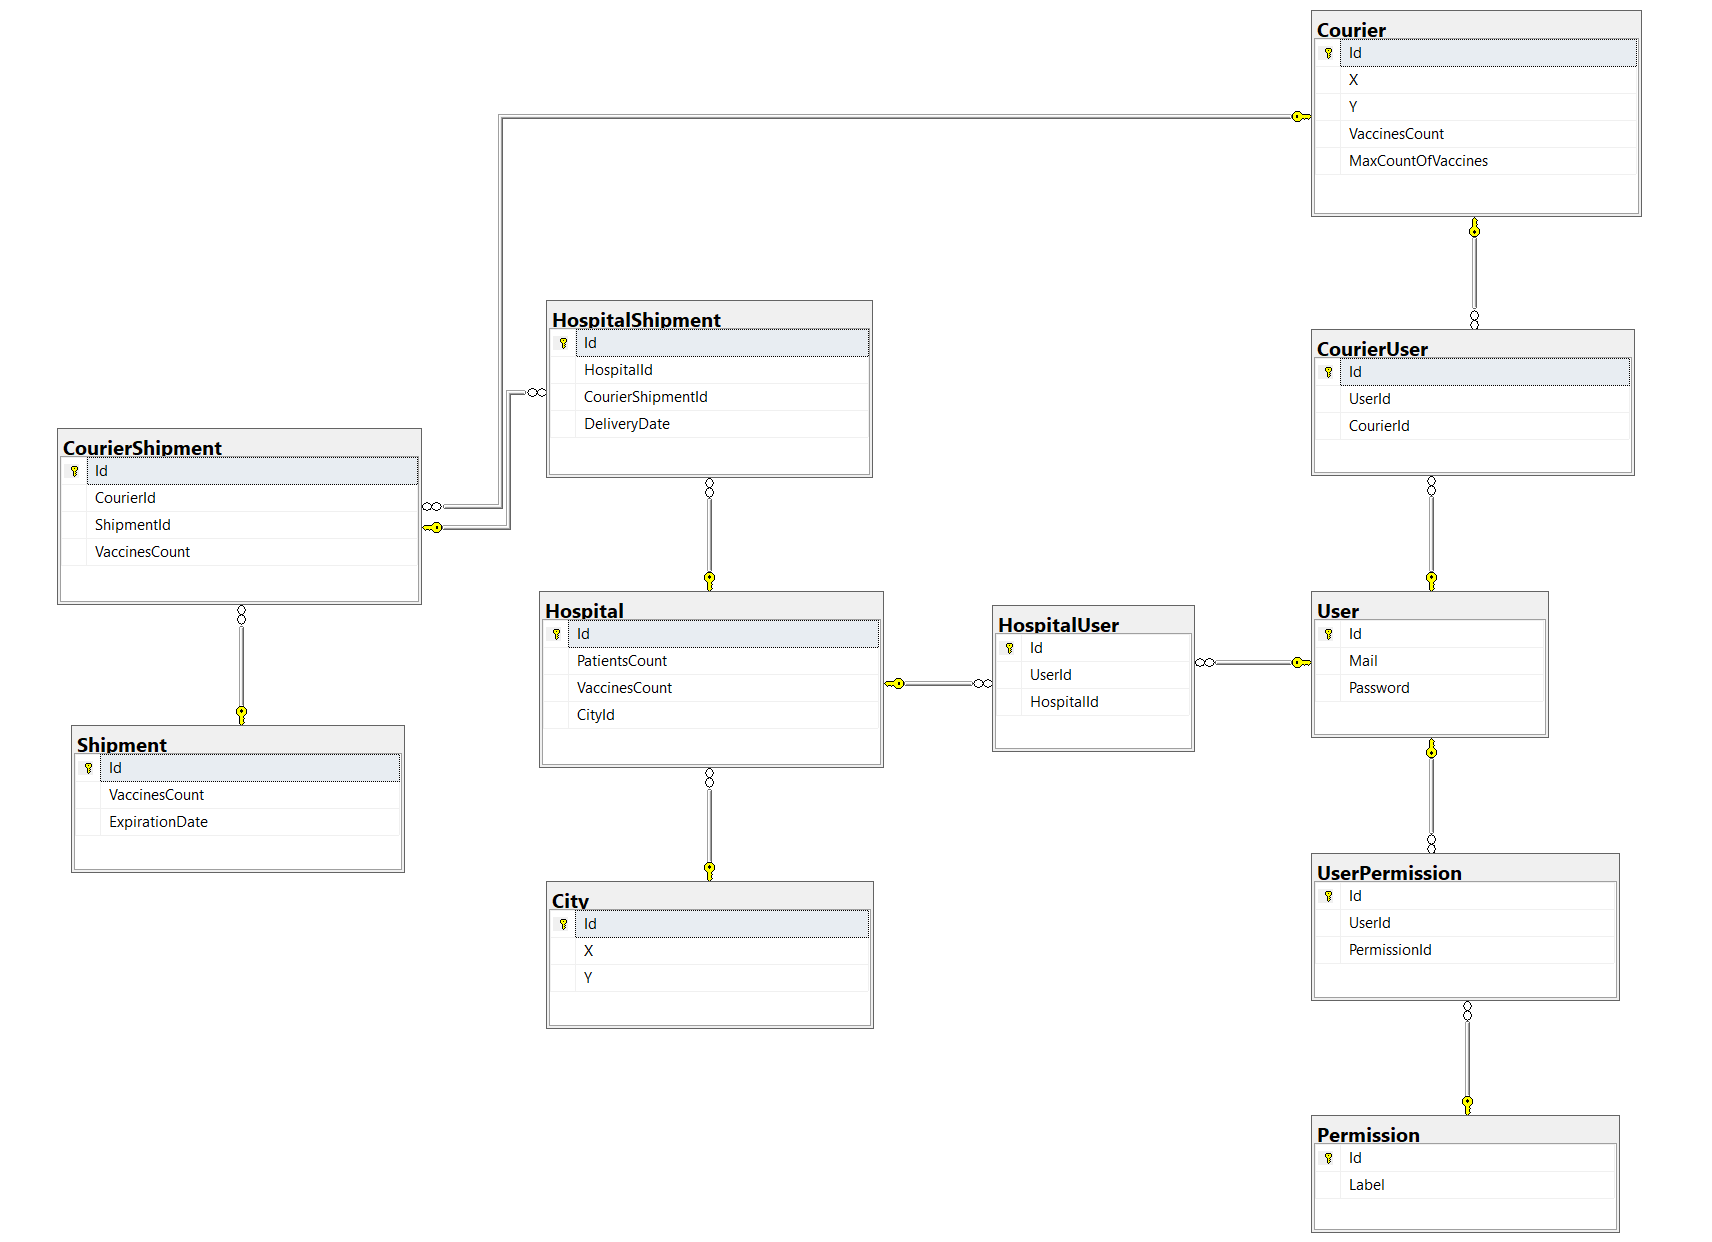 Courier
Id
X
Y
VaccinesCount
MaxCountOfVaccines
HospitalShipment
Id
HospitalId
CourierShipmentId
DeliveryDate
CourierUser
Id
UserId
CourierId
CourierShipment
Id
CourierId
ShipmentId
VaccinesCount
Hospital
Id
PatientsCount
VaccinesCount
CityId
HospitalUser
Id
UserId
HospitalId
User
Id
Mail
Password
Shipment
Id
VaccinesCount
ExpirationDate
City
Id
X
Y
UserPermission
Id
UserId
PermissionId
Permission
Id
Label